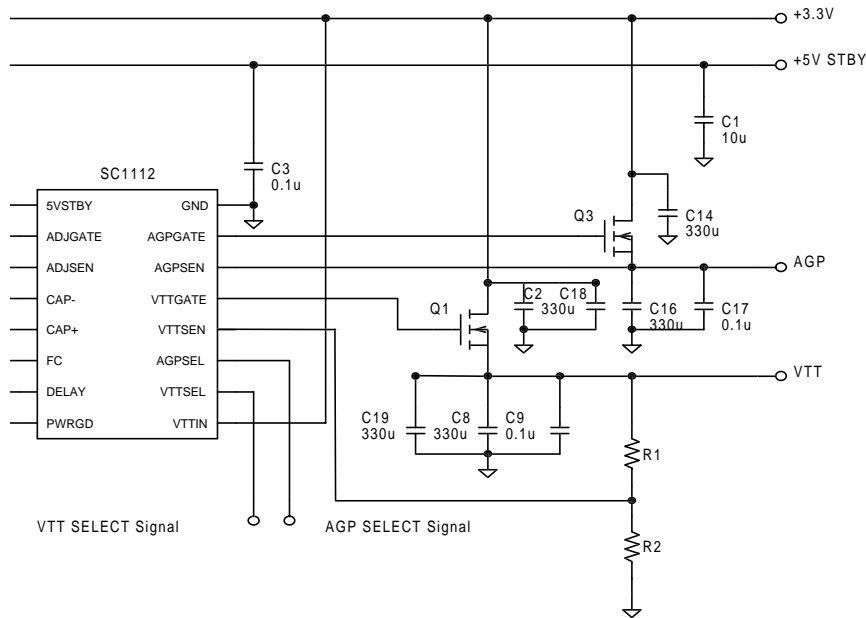 +3.3V
+5V STBY
C1
10u
SC1112
C3
0.1u
5VSTBY
GND
Q3
C14
330u
ADJGATE
AGPGATE
ADJSEN
AGPSEN
AGP
CAP-
VTTGATE
Q1
C2
330u
C18
C16
330u
C17
0.1u
CAP+
VTTSEN
FC
AGPSEL
VTT
DELAY
VTTSEL
PWRGD
VTTIN
C19
330u
C8
330u
C9
0.1u
R1
VTT SELECT Signal
AGP SELECT Signal
R2